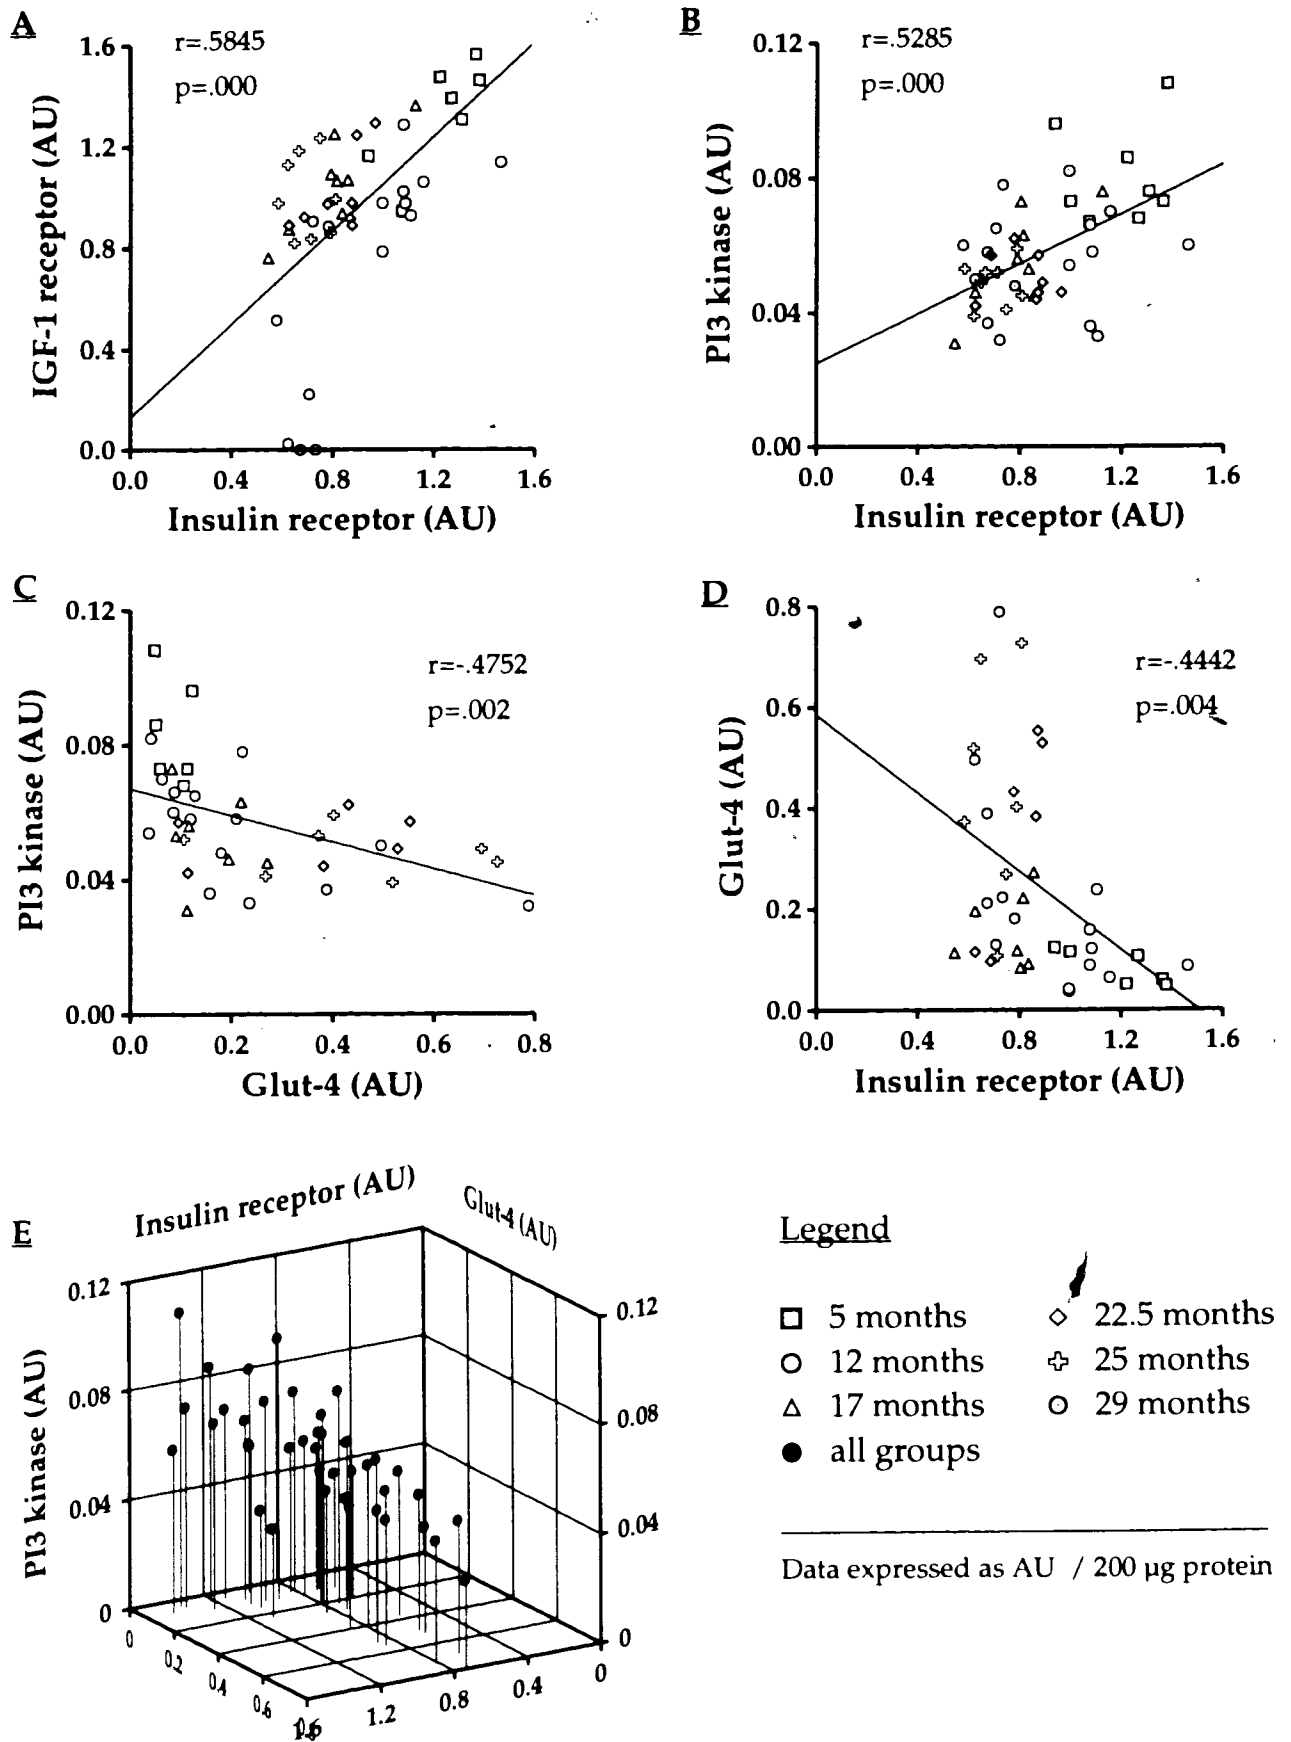 A
r=.5845
p=.000
IGF-1 receptor (AU)
1.6
1.2
0.8
0.4
0.0
0.0 0.4 0.8 1.2 1.6
Insulin receptor (AU)
B
r=.5285
p=.000
PI3 kinase (AU)
0.12
0.08
0.04
0.00
0.0 0.4 0.8 1.2 1.6
Insulin receptor (AU)
C
r=-.4752
p=.002
PI3 kinase (AU)
0.12
0.08
0.04
0.00
0.0 0.2 0.4 0.6 0.8
Glut-4 (AU)
D
r=-.4442
p=.004
Glut-4 (AU)
0.8
0.6
0.4
0.2
0.0
0.0 0.4 0.8 1.2 1.6
Insulin receptor (AU)
E
Insulin receptor (AU)
Glut-4 (AU)
PI3 kinase (AU)
0.12
0.08
0.04
0
0.12
0.08
0.04
0
0 0.2 0.4 0.6
1.2 0.8 0.4 0
Legend
5 months
12 months
17 months
all groups
22.5 months
25 months
29 months
Data expressed as AU / 200 µg protein